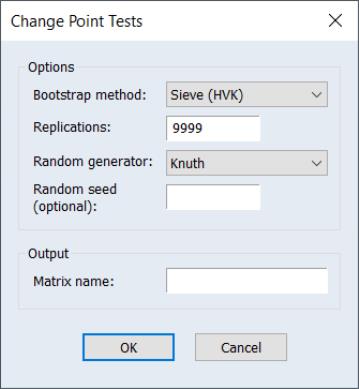 Change Point Tests
Options
Bootstrap method: Sieve (HVK)
Replications: 9999
Random generator: Knuth
Random seed
(optional):
Output
Matrix name:
OK Cancel